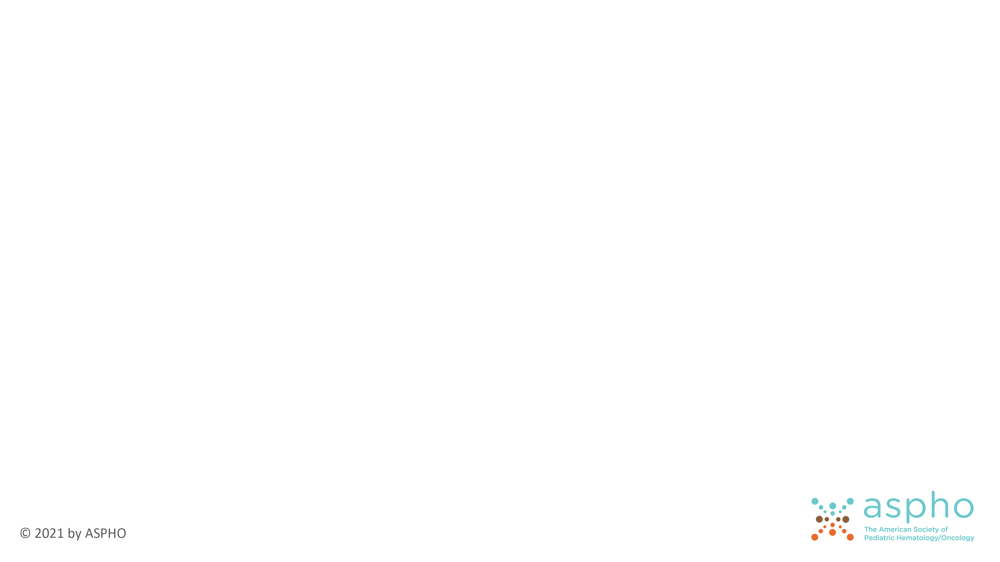 © 2021 by ASPHO
aspho
The American Society of
Pediatric Hematology/Oncology